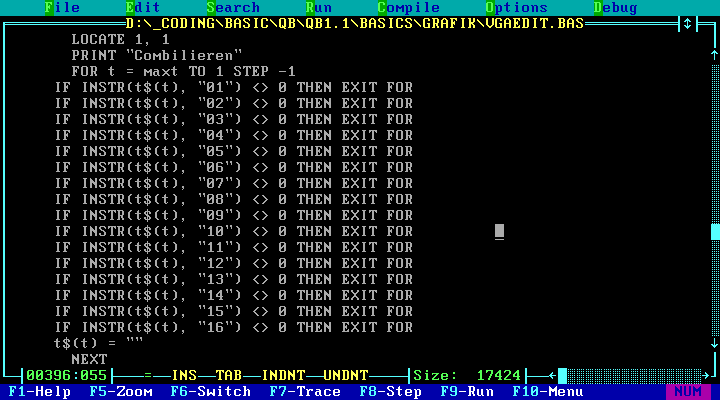 File Edit Search Run Compile Options Debug
D:\_CODING\BASIC\QB\QB1.1\BASICS\GRAFIK\VGAEDIT.BAS
LOCATE 1, 1
PRINT "Combilieren"
FOR t = maxt TO 1 STEP -1
IF INSTR(t$(t), "01") <> 0 THEN EXIT FOR
IF INSTR(t$(t), "02") <> 0 THEN EXIT FOR
IF INSTR(t$(t), "03") <> 0 THEN EXIT FOR
IF INSTR(t$(t), "04") <> 0 THEN EXIT FOR
IF INSTR(t$(t), "05") <> 0 THEN EXIT FOR
IF INSTR(t$(t), "06") <> 0 THEN EXIT FOR
IF INSTR(t$(t), "07") <> 0 THEN EXIT FOR
IF INSTR(t$(t), "08") <> 0 THEN EXIT FOR
IF INSTR(t$(t), "09") <> 0 THEN EXIT FOR
IF INSTR(t$(t), "10") <> 0 THEN EXIT FOR
IF INSTR(t$(t), "11") <> 0 THEN EXIT FOR
IF INSTR(t$(t), "12") <> 0 THEN EXIT FOR
IF INSTR(t$(t), "13") <> 0 THEN EXIT FOR
IF INSTR(t$(t), "14") <> 0 THEN EXIT FOR
IF INSTR(t$(t), "15") <> 0 THEN EXIT FOR
IF INSTR(t$(t), "16") <> 0 THEN EXIT FOR
t$(t) = ""
NEXT
00396:055 = INS TAB INDNT UNDNT Size: 17424
F1-Help F5-Zoom F6-Switch F7-Trace F8-Step F9-Run F10-Menu NUM